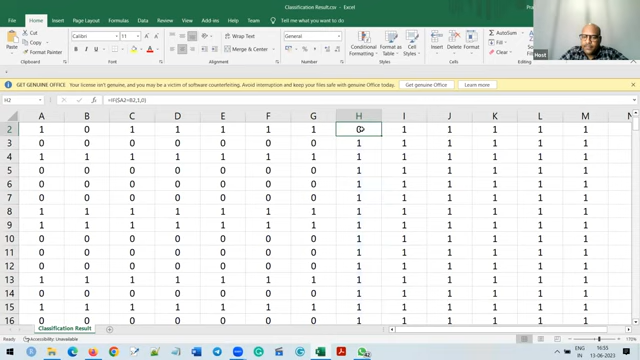 Classification Result.csv - Excel
File Home Insert Page Layout Formulas Data Review View Add-ins Help Tell me what you want to do
Cut
Copy
Format Painter
Paste
Clipboard
Calibri 11
Font
Wrap Text
Merge & Center
Alignment
General
Number
Conditional Formatting
Format as Table
Cell Styles
Styles
Insert Delete Format
Cells
Host
GET GENUINE OFFICE Your license isn't genuine, and you may be a victim of software counterfeiting. Avoid interruption and keep your files safe with genuine Office today. Get genuine Office Learn more
H2 =IF($A2=B2,1,0)
A B C D E F G H I J K L M N
2 1 0 1 1 1 1 1 0 1 1 1 1 1
3 0 0 0 0 0 0 0 1 1 1 1 1 1
4 1 1 1 1 1 1 1 1 1 1 1 1 1
5 0 0 0 0 0 0 0 1 1 1 1 1 1
6 0 0 0 0 0 0 0 1 1 1 1 1 1
7 0 0 0 0 0 0 0 1 1 1 1 1 1
8 1 1 1 1 1 1 1 1 1 1 1 1 1
9 1 1 1 1 1 1 1 1 1 1 1 1 1
10 0 0 0 0 0 0 0 1 1 1 1 1 1
11 0 0 0 0 0 0 0 1 1 1 1 1 1
12 0 0 0 0 0 0 0 1 1 1 1 1 1
13 1 1 1 1 1 1 1 1 1 1 1 1 1
14 0 0 0 0 0 0 0 1 1 1 1 1 1
15 1 1 1 1 1 1 1 1 1 1 1 1 1
16 0 0 0 0 0 0 0 1 1 1 1 1 1
Classification Result
Ready Accessibility: Unavailable 170%
ENG
IN
16:55
13-06-2023